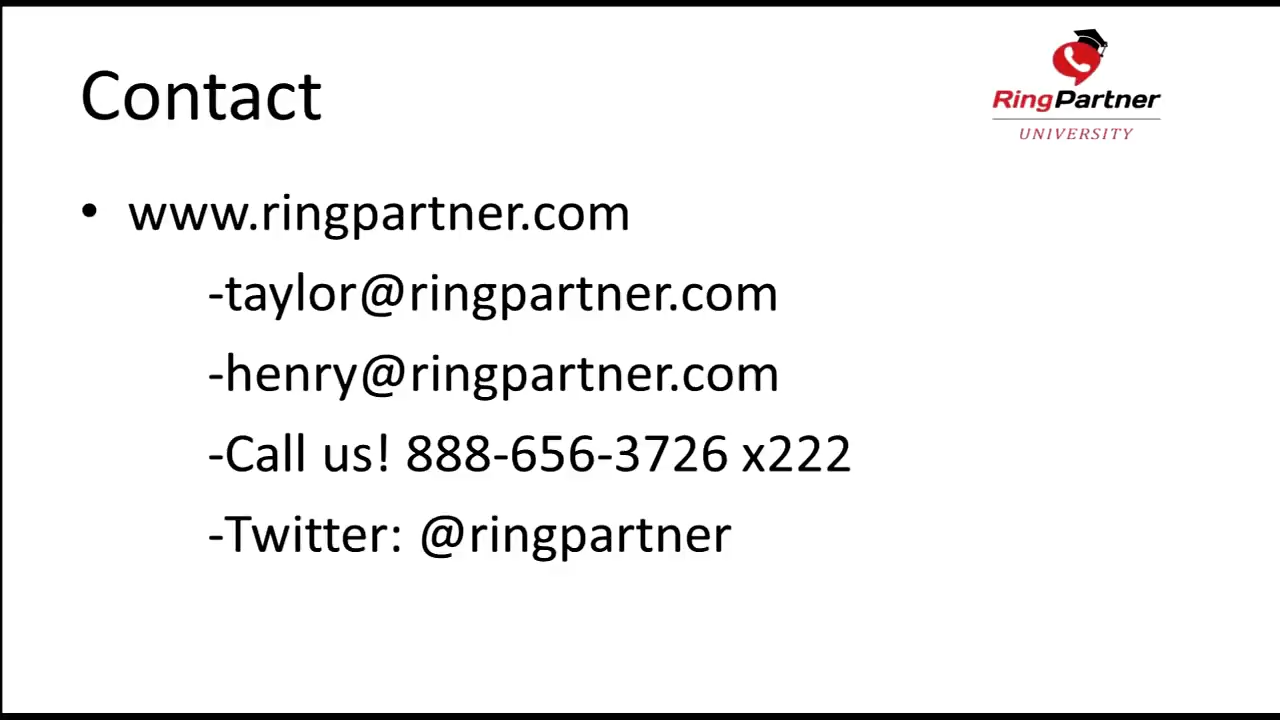 Contact
RingPartner
UNIVERSITY
• www.ringpartner.com
-taylor@ringpartner.com
-henry@ringpartner.com
-Call us! 888-656-3726 x222
-Twitter: @ringpartner